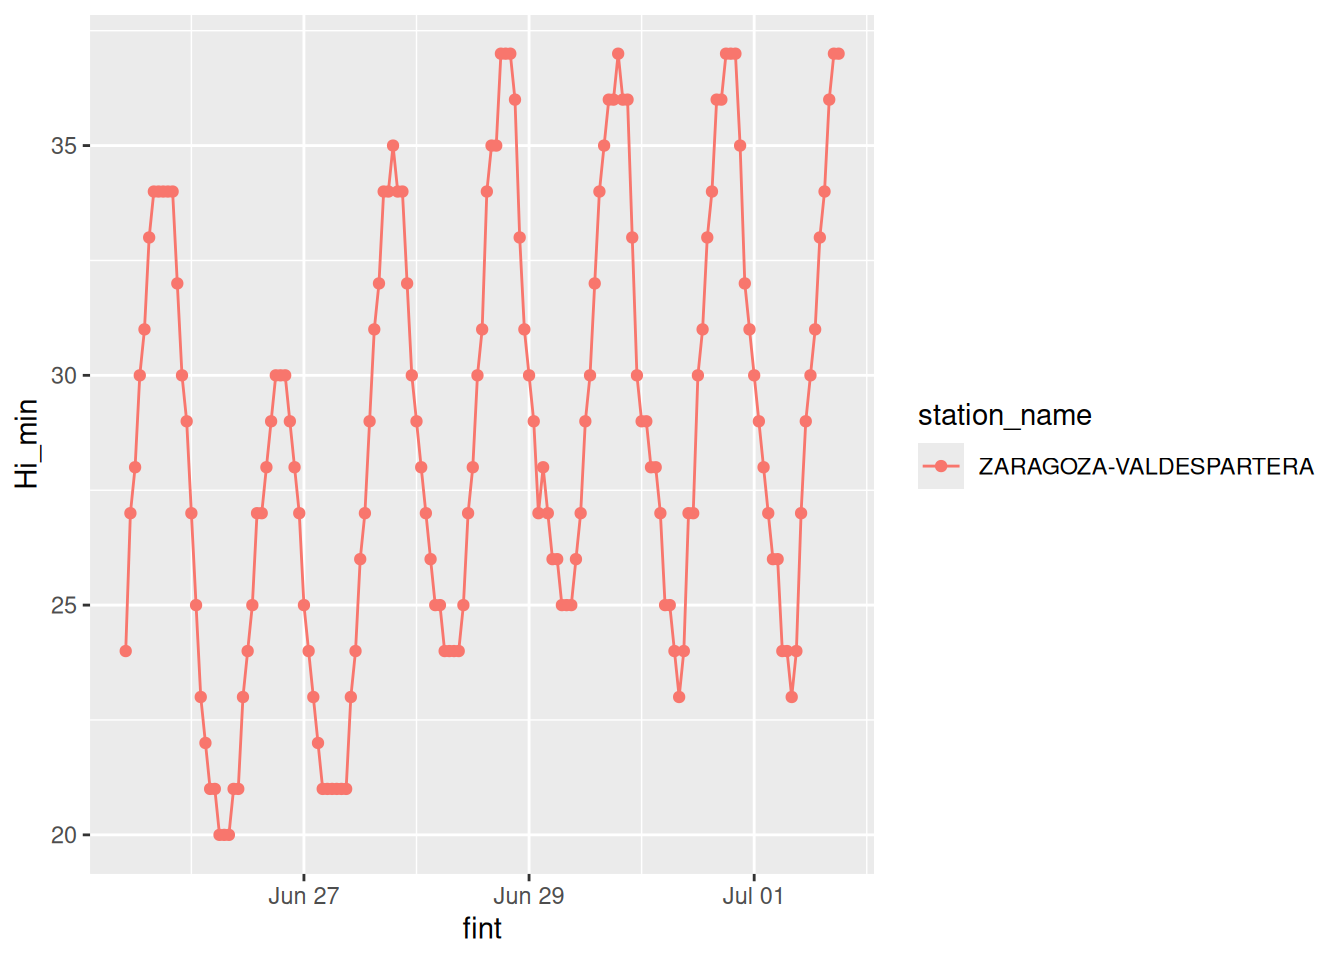 35
30
25
20
Hi_min
Jun 27
Jun 29
Jul 01
fint
station_name
ZARAGOZA-VALDESPARTERA